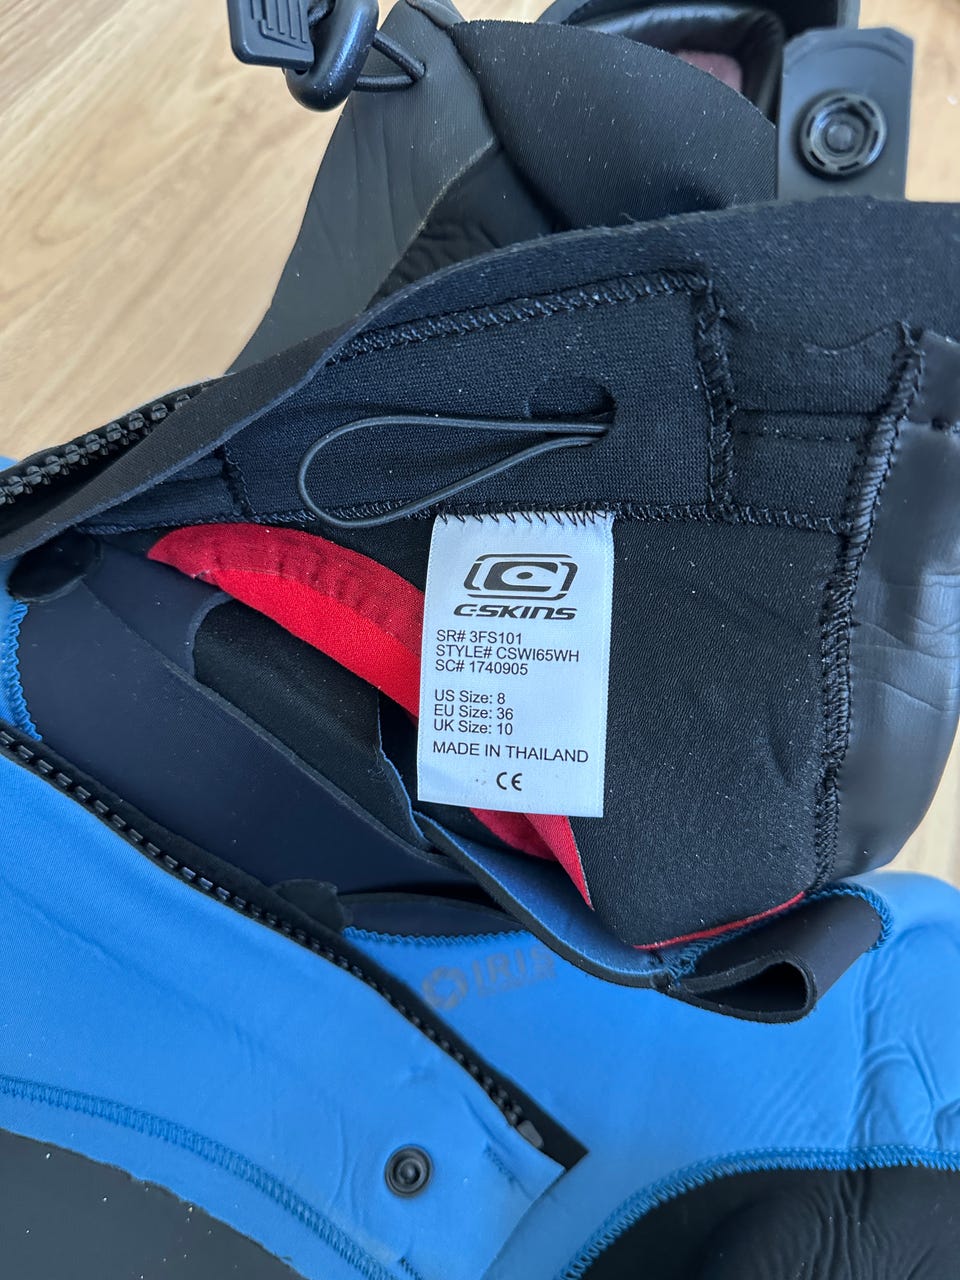 C-SKINS
SR# 3FS101
STYLE# CSWI65WH
SC# 1740905
US Size: 8
EU Size: 36
UK Size: 10
MADE IN THAILAND
CE
IRIS